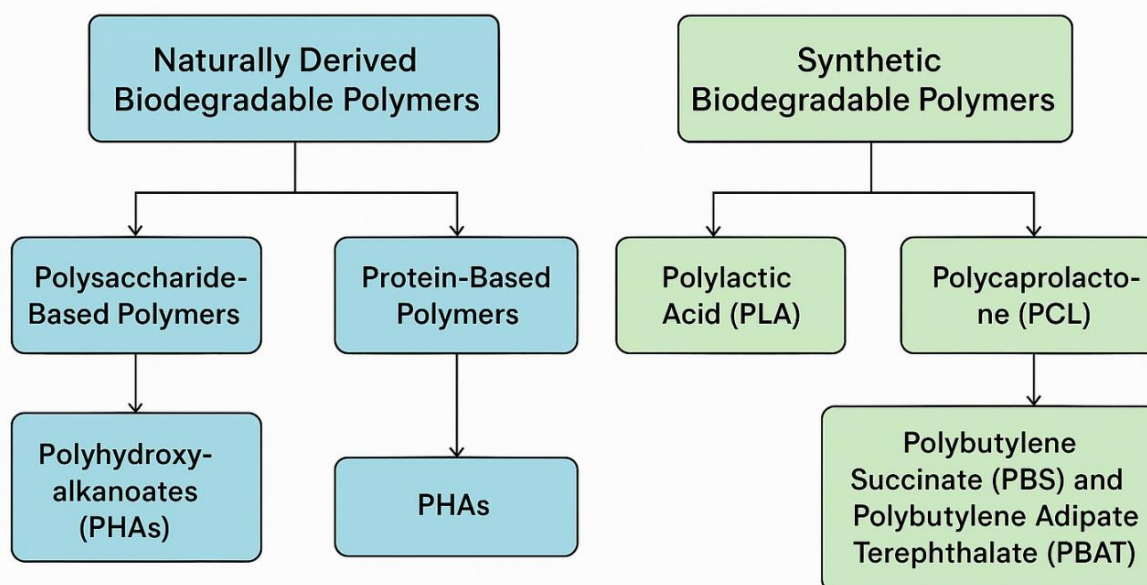 Naturally Derived
Biodegradable Polymers
Synthetic
Biodegradable Polymers
Polysaccharide-
Based Polymers
Protein-Based
Polymers
Polylactic
Acid (PLA)
Polycaprolacto-
ne (PCL)
Polyhydroxy-
alkanoates
(PHAs)
PHAs
Polybutylene
Succinate (PBS) and
Polybutylene Adipate
Terephthalate (PBAT)